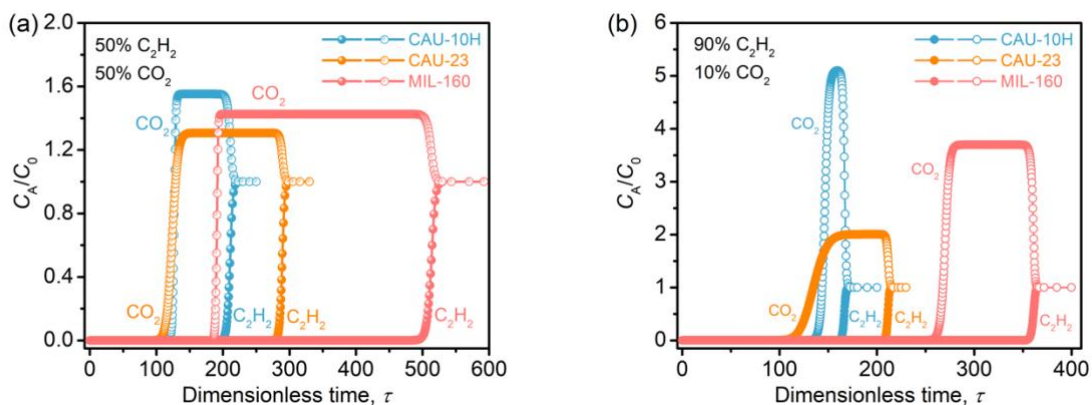 (a)
50% C₂H₂
50% CO₂
CAU-10H
CAU-23
MIL-160
CO₂
CO₂
CO₂
C₂H₂
C₂H₂
C₂H₂
2.0
1.6
1.2
0.8
0.4
0.0
C_A/C₀
0 100 200 300 400 500 600
Dimensionless time, τ
(b)
90% C₂H₂
10% CO₂
CAU-10H
CAU-23
MIL-160
CO₂
CO₂
CO₂
C₂H₂
C₂H₂
C₂H₂
6
5
4
3
2
1
0
C_A/C₀
0 100 200 300 400
Dimensionless time, τ